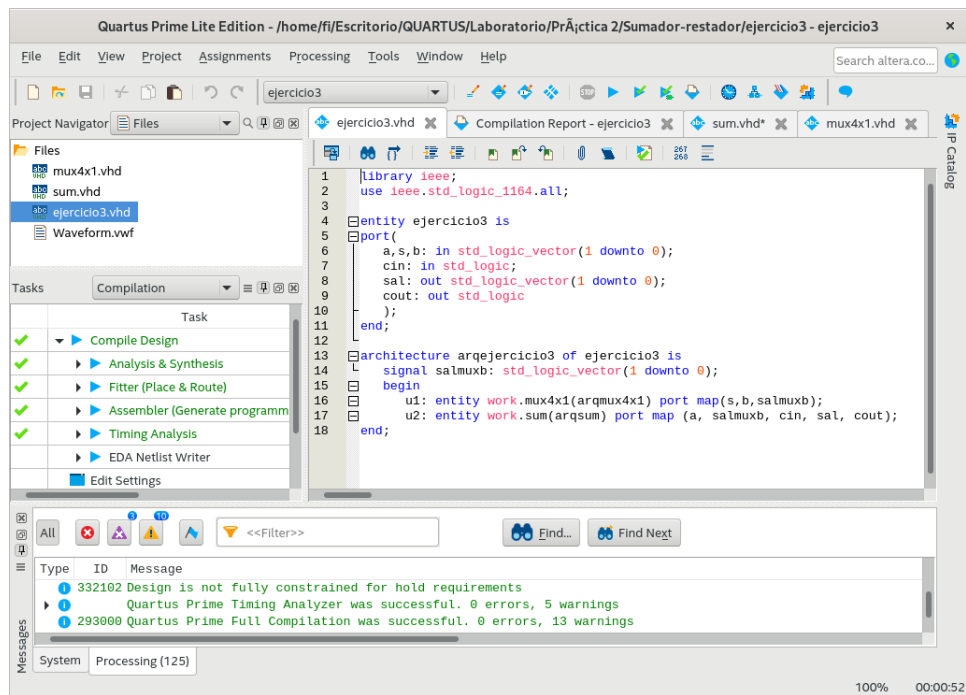 Quartus Prime Lite Edition - /home/fi/Escritorio/QUARTUS/Laboratorio/PrÃ¡ctica 2/Sumador-restador/ejercicio3 - ejercicio3
File Edit View Project Assignments Processing Tools Window Help
Search altera.co...
ejercicio3
STOP
Project Navigator Files
ejercicio3.vhd Compilation Report - ejercicio3 sum.vhd* mux4x1.vhd
IP Catalog
Files
mux4x1.vhd
sum.vhd
ejercicio3.vhd
Waveform.vwf
267
268
1 library ieee;
2 use ieee.std_logic_1164.all;
3
4 entity ejercicio3 is
5 port(
6 a,s,b: in std_logic_vector(1 downto 0);
7 cin: in std_logic;
8 sal: out std_logic_vector(1 downto 0);
9 cout: out std_logic
10 );
11 end;
12
13 architecture arqejercicio3 of ejercicio3 is
14 signal salmuxb: std_logic_vector(1 downto 0);
15 begin
16 u1: entity work.mux4x1(arqmux4x1) port map(s,b,salmuxb);
17 u2: entity work.sum(arqsum) port map (a, salmuxb, cin, sal, cout);
18 end;
Tasks Compilation
Task
Compile Design
Analysis & Synthesis
Fitter (Place & Route)
Assembler (Generate programm
Timing Analysis
EDA Netlist Writer
Edit Settings
All 3 10 <<Filter>> Find... Find Next
Type ID Message
332102 Design is not fully constrained for hold requirements
Quartus Prime Timing Analyzer was successful. 0 errors, 5 warnings
293000 Quartus Prime Full Compilation was successful. 0 errors, 13 warnings
Messages
System Processing (125)
100% 00:00:52